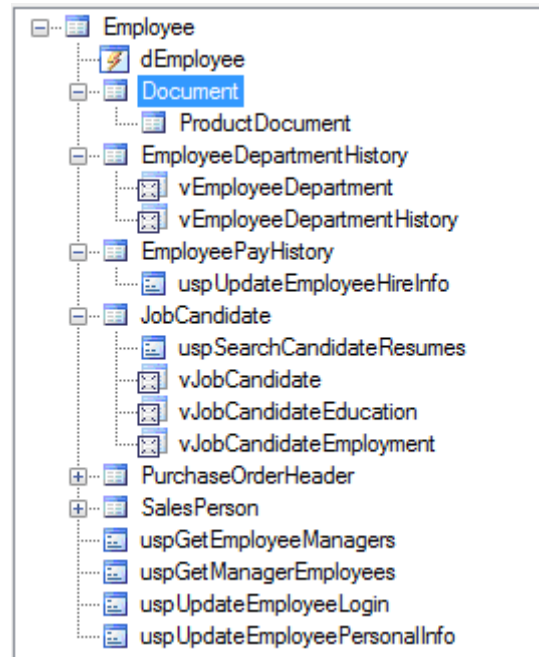 Employee
dEmployee
Document
ProductDocument
EmployeeDepartmentHistory
vEmployeeDepartment
vEmployeeDepartmentHistory
EmployeePayHistory
uspUpdateEmployeeHireInfo
JobCandidate
uspSearchCandidateResumes
vJobCandidate
vJobCandidateEducation
vJobCandidateEmployment
PurchaseOrderHeader
SalesPerson
uspGetEmployeeManagers
uspGetManagerEmployees
uspUpdateEmployeeLogin
uspUpdateEmployeePersonalInfo